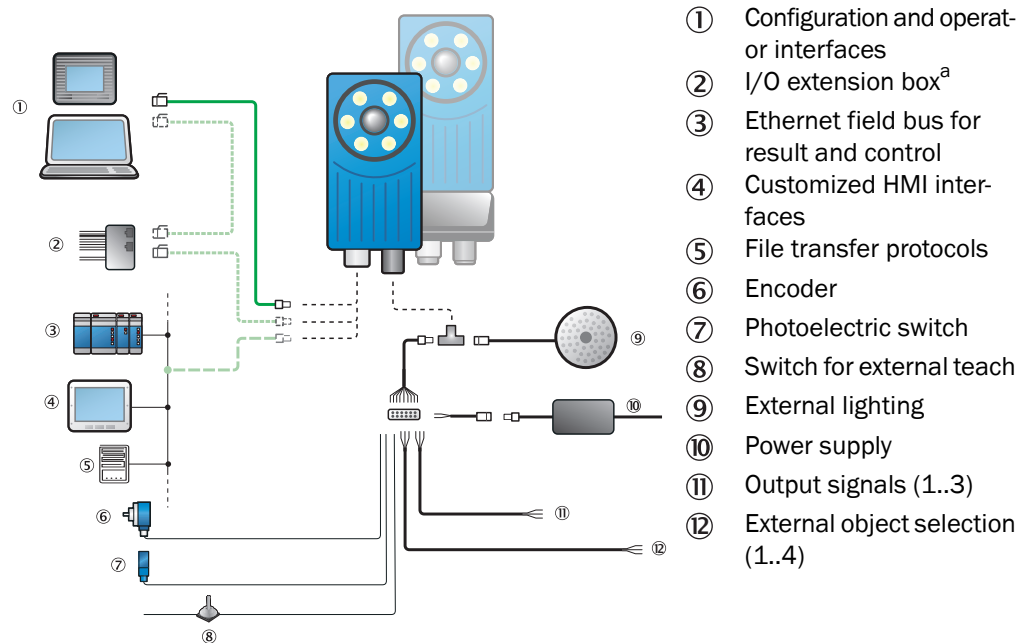 ①
②
③
④
⑤
⑥
⑦
⑧
⑨
⑩
⑪
⑫
① Configuration and operat-
or interfaces
② I/O extension boxᵃ
③ Ethernet field bus for
result and control
④ Customized HMI inter-
faces
⑤ File transfer protocols
⑥ Encoder
⑦ Photoelectric switch
⑧ Switch for external teach
⑨ External lighting
⑩ Power supply
⑪ Output signals (1..3)
⑫ External object selection
(1..4)